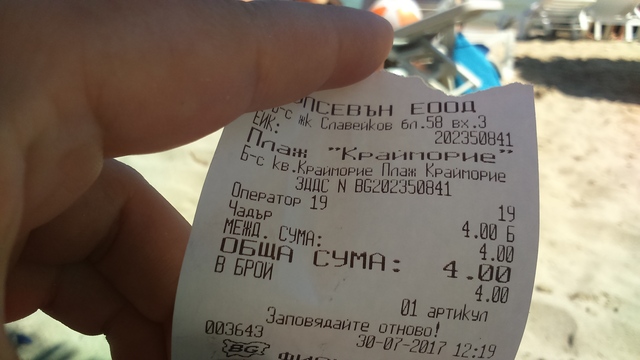 ПСЕВЪН ЕООД
Б-с жк Славейков бл.58 вх.3
ЕИК: 202350841
Плаж "Крайморие"
Б-с кв.Крайморие Плаж Крайморие
ЗДДС N BG202350841
Оператор 19 19
Чадър 4.00 Б
МЕЖД. СУМА: 4.00
ОБЩА СУМА: 4.00
В БРОЙ 4.00
01 артикул
Заповядайте отново!
003643 30-07-2017 12:19
BG